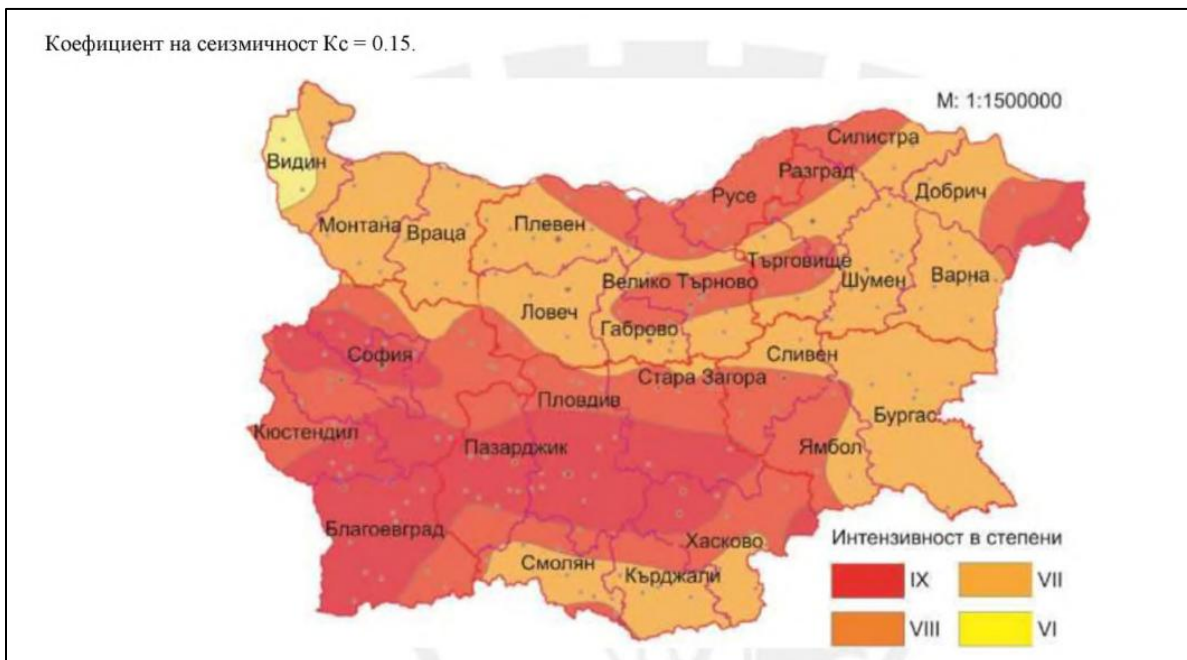 Коефициент на сеизмичност Кс = 0.15.
М: 1:1500000
Силистра
Видин
Разград
Русе
Добрич
Монтана
Враца
Плевен
Търговище
Велико Търново
Шумен
Варна
Ловеч
Габрово
София
Сливен
Стара Загора
Пловдив
Бургас
Кюстендил
Пазарджик
Ямбол
Благоевград
Хасково
Интензивност в степени
Смолян
Кърджали
IX
VII
VIII
VI